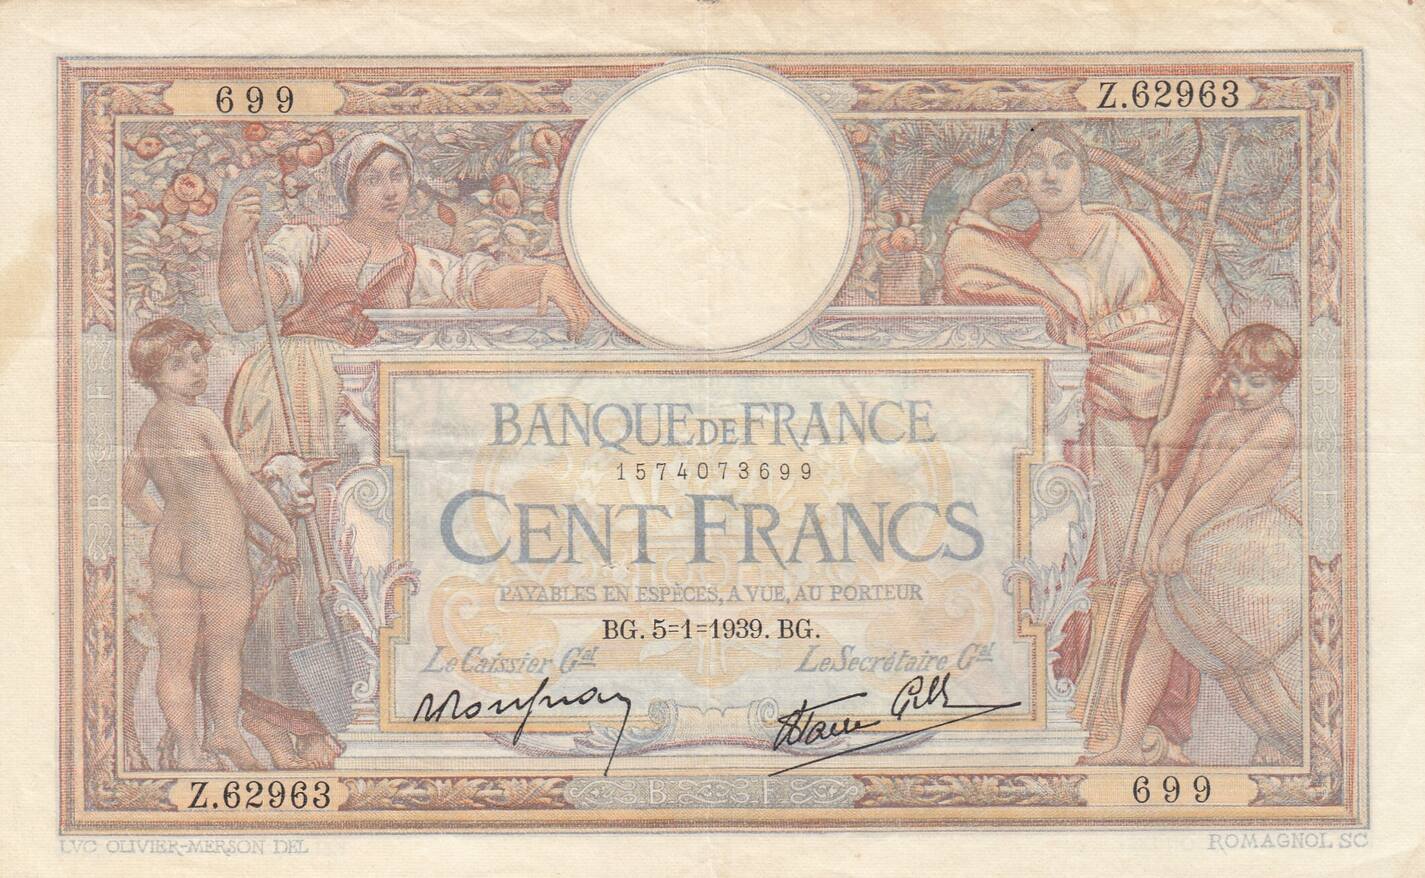 699
Z.62963
BANQUE DE FRANCE
1574073699
CENT FRANCS
PAYABLES EN ESPÈCES, A VUE, AU PORTEUR
BG. 5=1=1939. BG.
Le Caissier Gal
Le Secrétaire Gal
Z.62963
B F
699
LVC OLIVIER-MERSON DEL
ROMAGNOL SC